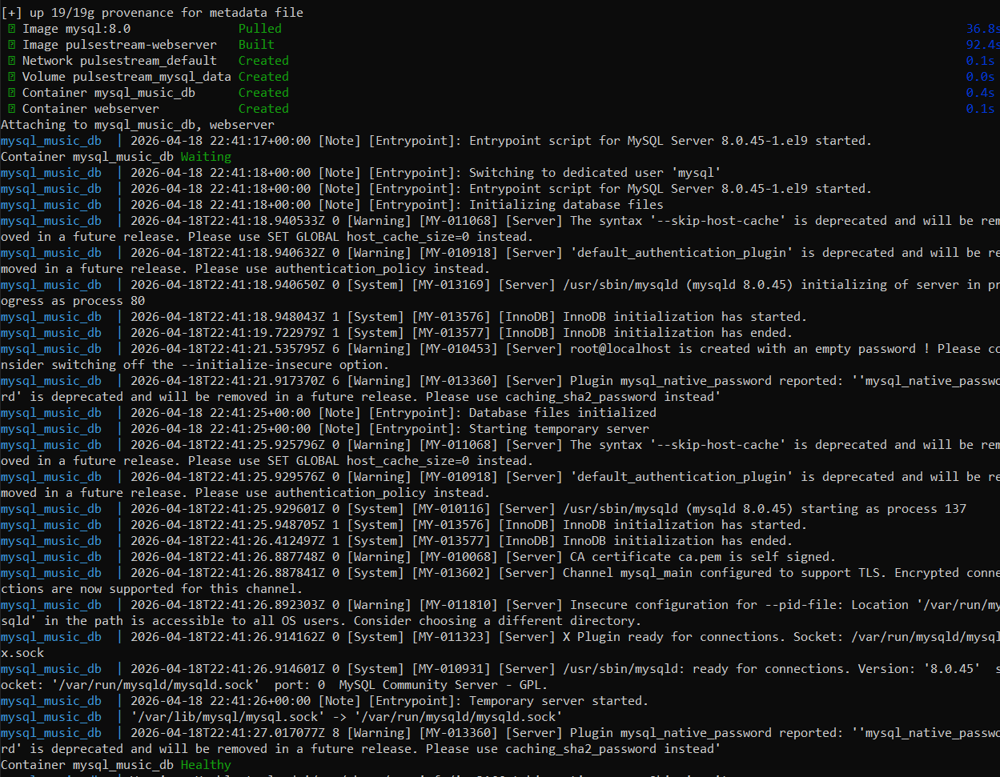 [+] up 19/19g provenance for metadata file
Image mysql:8.0 Pulled 36.8s
Image pulsestream-webserver Built 92.4s
Network pulsestream_default Created 0.1s
Volume pulsestream_mysql_data Created 0.0s
Container mysql_music_db Created 0.4s
Container webserver Created 0.1s
Attaching to mysql_music_db, webserver
mysql_music_db | 2026-04-18 22:41:17+00:00 [Note] [Entrypoint]: Entrypoint script for MySQL Server 8.0.45-1.el9 started.
Container mysql_music_db Waiting
mysql_music_db | 2026-04-18 22:41:18+00:00 [Note] [Entrypoint]: Switching to dedicated user 'mysql'
mysql_music_db | 2026-04-18 22:41:18+00:00 [Note] [Entrypoint]: Entrypoint script for MySQL Server 8.0.45-1.el9 started.
mysql_music_db | 2026-04-18 22:41:18+00:00 [Note] [Entrypoint]: Initializing database files
mysql_music_db | 2026-04-18T22:41:18.940533Z 0 [Warning] [MY-011068] [Server] The syntax '--skip-host-cache' is deprecated and will be rem
oved in a future release. Please use SET GLOBAL host_cache_size=0 instead.
mysql_music_db | 2026-04-18T22:41:18.940632Z 0 [Warning] [MY-010918] [Server] 'default_authentication_plugin' is deprecated and will be re
moved in a future release. Please use authentication_policy instead.
mysql_music_db | 2026-04-18T22:41:18.940650Z 0 [System] [MY-013169] [Server] /usr/sbin/mysqld (mysqld 8.0.45) initializing of server in pr
ogress as process 80
mysql_music_db | 2026-04-18T22:41:18.948043Z 1 [System] [MY-013576] [InnoDB] InnoDB initialization has started.
mysql_music_db | 2026-04-18T22:41:19.722979Z 1 [System] [MY-013577] [InnoDB] InnoDB initialization has ended.
mysql_music_db | 2026-04-18T22:41:21.535795Z 6 [Warning] [MY-010453] [Server] root@localhost is created with an empty password ! Please co
nsider switching off the --initialize-insecure option.
mysql_music_db | 2026-04-18T22:41:21.917370Z 6 [Warning] [MY-013360] [Server] Plugin mysql_native_password reported: ''mysql_native_passwo
rd' is deprecated and will be removed in a future release. Please use caching_sha2_password instead'
mysql_music_db | 2026-04-18 22:41:25+00:00 [Note] [Entrypoint]: Database files initialized
mysql_music_db | 2026-04-18 22:41:25+00:00 [Note] [Entrypoint]: Starting temporary server
mysql_music_db | 2026-04-18T22:41:25.925796Z 0 [Warning] [MY-011068] [Server] The syntax '--skip-host-cache' is deprecated and will be rem
oved in a future release. Please use SET GLOBAL host_cache_size=0 instead.
mysql_music_db | 2026-04-18T22:41:25.929576Z 0 [Warning] [MY-010918] [Server] 'default_authentication_plugin' is deprecated and will be re
moved in a future release. Please use authentication_policy instead.
mysql_music_db | 2026-04-18T22:41:25.929601Z 0 [System] [MY-010116] [Server] /usr/sbin/mysqld (mysqld 8.0.45) starting as process 137
mysql_music_db | 2026-04-18T22:41:25.948705Z 1 [System] [MY-013576] [InnoDB] InnoDB initialization has started.
mysql_music_db | 2026-04-18T22:41:26.412497Z 1 [System] [MY-013577] [InnoDB] InnoDB initialization has ended.
mysql_music_db | 2026-04-18T22:41:26.887748Z 0 [Warning] [MY-010068] [Server] CA certificate ca.pem is self signed.
mysql_music_db | 2026-04-18T22:41:26.887841Z 0 [System] [MY-013602] [Server] Channel mysql_main configured to support TLS. Encrypted conne
ctions are now supported for this channel.
mysql_music_db | 2026-04-18T22:41:26.892303Z 0 [Warning] [MY-011810] [Server] Insecure configuration for --pid-file: Location '/var/run/my
sqld' in the path is accessible to all OS users. Consider choosing a different directory.
mysql_music_db | 2026-04-18T22:41:26.914162Z 0 [System] [MY-011323] [Server] X Plugin ready for connections. Socket: /var/run/mysqld/mysql
x.sock
mysql_music_db | 2026-04-18T22:41:26.914601Z 0 [System] [MY-010931] [Server] /usr/sbin/mysqld: ready for connections. Version: '8.0.45'  s
ocket: '/var/run/mysqld/mysqld.sock'  port: 0  MySQL Community Server - GPL.
mysql_music_db | 2026-04-18 22:41:26+00:00 [Note] [Entrypoint]: Temporary server started.
mysql_music_db | '/var/lib/mysql/mysql.sock' -> '/var/run/mysqld/mysqld.sock'
mysql_music_db | 2026-04-18T22:41:27.017077Z 8 [Warning] [MY-013360] [Server] Plugin mysql_native_password reported: ''mysql_native_passwo
rd' is deprecated and will be removed in a future release. Please use caching_sha2_password instead'
Container mysql_music_db Healthy